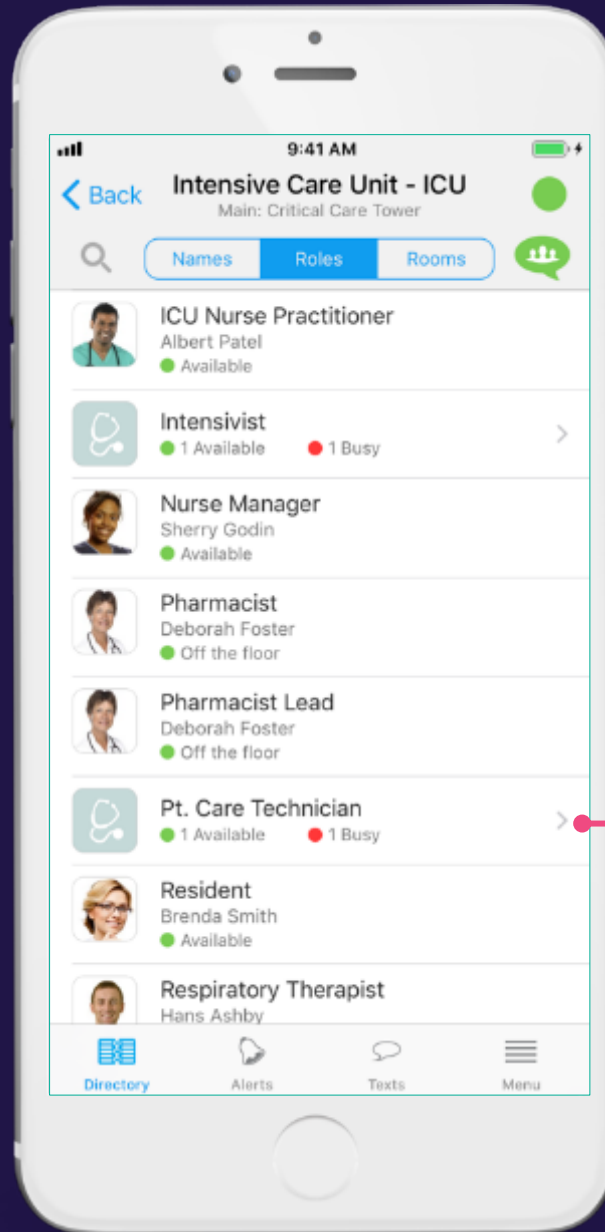 9:41 AM
Back
Intensive Care Unit - ICU
Main: Critical Care Tower
Names Roles Rooms
ICU Nurse Practitioner
Albert Patel
Available
Intensivist
1 Available 1 Busy
Nurse Manager
Sherry Godin
Available
Pharmacist
Deborah Foster
Off the floor
Pharmacist Lead
Deborah Foster
Off the floor
Pt. Care Technician
1 Available 1 Busy
Resident
Brenda Smith
Available
Respiratory Therapist
Hans Ashby
Directory Alerts Texts Menu